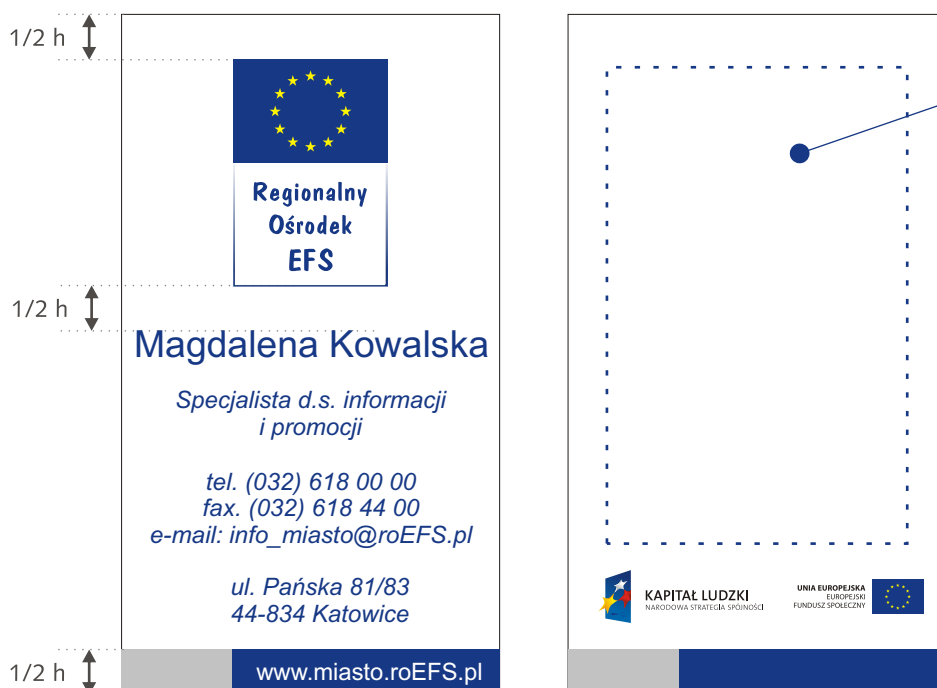 1/2 h
Regionalny
Ośrodek
EFS
1/2 h
Magdalena Kowalska
Specjalista d.s. informacji
i promocji
tel. (032) 618 00 00
fax. (032) 618 44 00
e-mail: info_miasto@roEFS.pl
ul. Pańska 81/83
44-834 Katowice
1/2 h
www.miasto.roEFS.pl
KAPITAŁ LUDZKI
NARODOWA STRATEGIA SPÓJNOŚCI
UNIA EUROPEJSKA
EUROPEJSKI
FUNDUSZ SPOŁECZNY